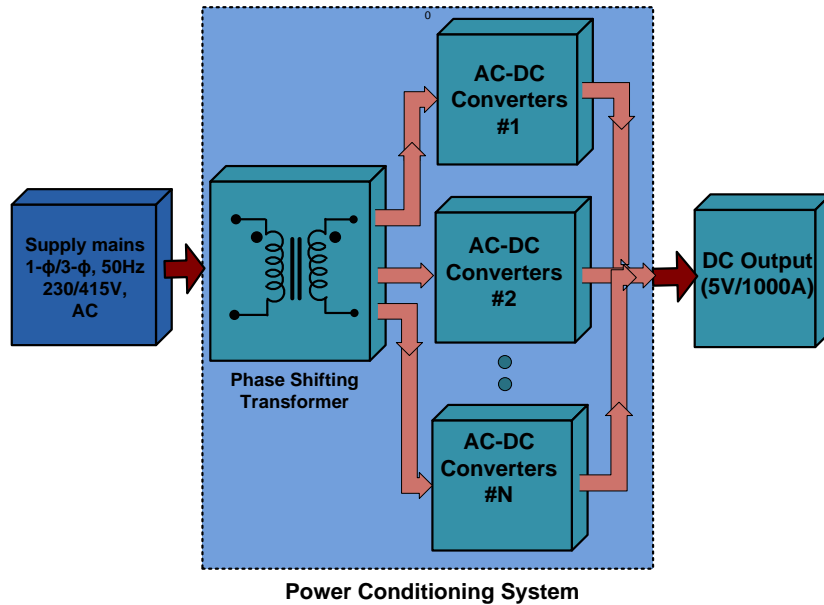 0
Supply mains
1-ϕ/3-ϕ, 50Hz
230/415V,
AC
Phase Shifting
Transformer
AC-DC
Converters
#1
AC-DC
Converters
#2
AC-DC
Converters
#N
DC Output
(5V/1000A)
Power Conditioning System